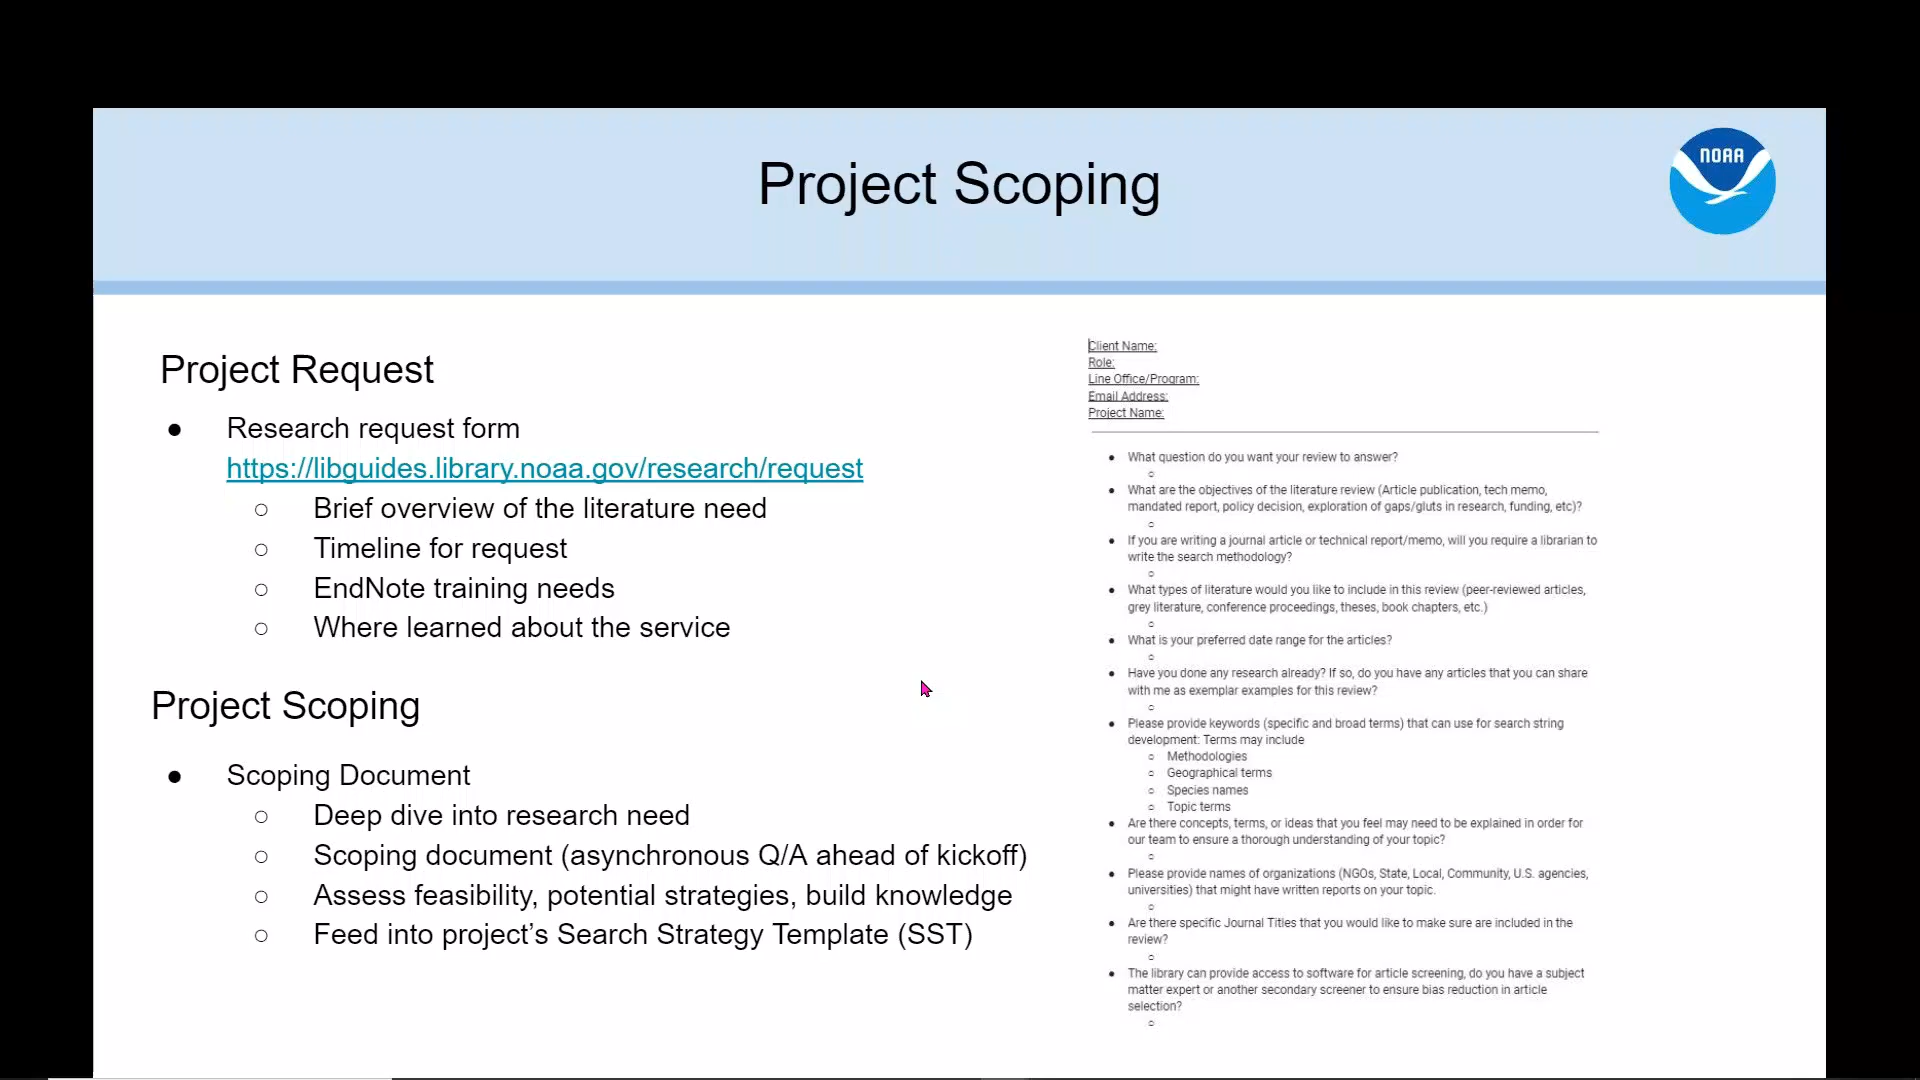 Project Scoping
NOAA
Project Request
● Research request form
https://libguides.library.noaa.gov/research/request
○ Brief overview of the literature need
○ Timeline for request
○ EndNote training needs
○ Where learned about the service
Project Scoping
● Scoping Document
○ Deep dive into research need
○ Scoping document (asynchronous Q/A ahead of kickoff)
○ Assess feasibility, potential strategies, build knowledge
○ Feed into project’s Search Strategy Template (SST)
Client Name:
Role:
Line Office/Program:
Email Address:
Project Name:
● What question do you want your review to answer?
○
● What are the objectives of the literature review (Article publication, tech memo,
mandated report, policy decision, exploration of gaps/gluts in research, funding, etc)?
○
● If you are writing a journal article or technical report/memo, will you require a librarian to
write the search methodology?
○
● What types of literature would you like to include in this review (peer-reviewed articles,
grey literature, conference proceedings, theses, book chapters, etc.)
○
● What is your preferred date range for the articles?
○
● Have you done any research already? If so, do you have any articles that you can share
with me as exemplar examples for this review?
○
● Please provide keywords (specific and broad terms) that can use for search string
development: Terms may include
○ Methodologies
○ Geographical terms
○ Species names
○ Topic terms
● Are there concepts, terms, or ideas that you feel may need to be explained in order for
our team to ensure a thorough understanding of your topic?
○
● Please provide names of organizations (NGOs, State, Local, Community, U.S. agencies,
universities) that might have written reports on your topic.
○
● Are there specific Journal Titles that you would like to make sure are included in the
review?
○
● The library can provide access to software for article screening, do you have a subject
matter expert or another secondary screener to ensure bias reduction in article
selection?
○